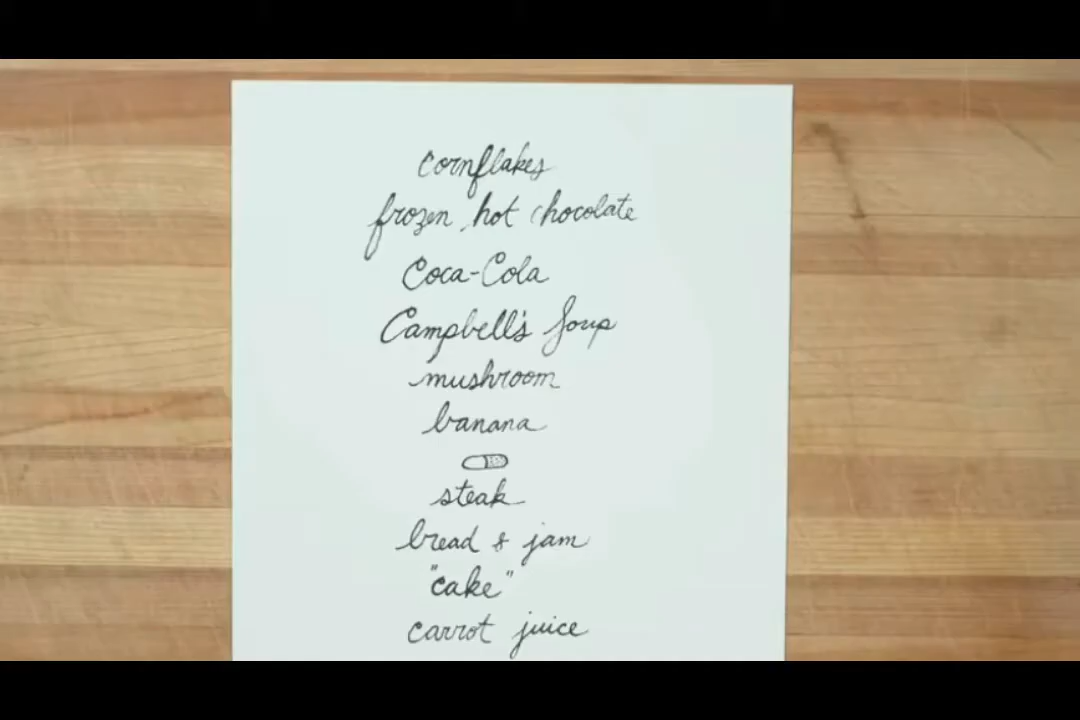 cornflakes
frozen hot chocolate
Coca-Cola
Campbell's Soup
mushroom
banana
steak
bread & jam
"cake"
carrot juice